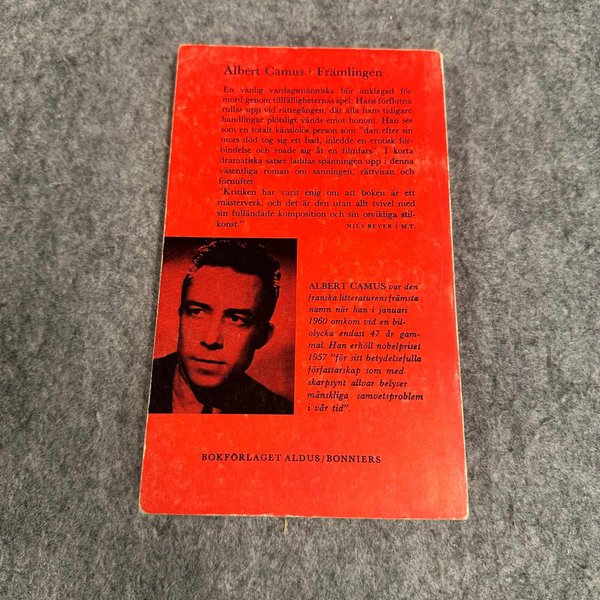 Albert Camus · Främlingen
En vänlig vardagsmänniska blir anklagad för
mord genom tillfälligheternas spel. Hans förflutna
rullas upp vid rättegången, där alla hans tidigare
handlingar plötsligt vänds emot honom. Han ses
som en totalt känslolös person som "dan efter sin
mors död tog sig ett bad, inledde en erotisk för-
bindelse och roade sig åt en filmfars". I korta
dramatiska satser laddas spänningen upp i denna
väsentliga roman om sanningen, rättvisan och
förnuftet.
"Kritiken har varit enig om att boken är ett
mästerverk, och det är den utan allt tvivel med
sin fulländade komposition och sin osvikliga stil-
konst." NILS BEYER i M.T.
ALBERT CAMUS var den
franska litteraturens främsta
namn när han i januari
1960 omkom vid en bil-
olycka endast 47 år gam-
mal. Han erhöll nobelpriset
1957 "för sitt betydelsefulla
författarskap som med
skarpsynt allvar belyser
mänskliga samvetsproblem
i vår tid".
BOKFÖRLAGET ALDUS/BONNIERS